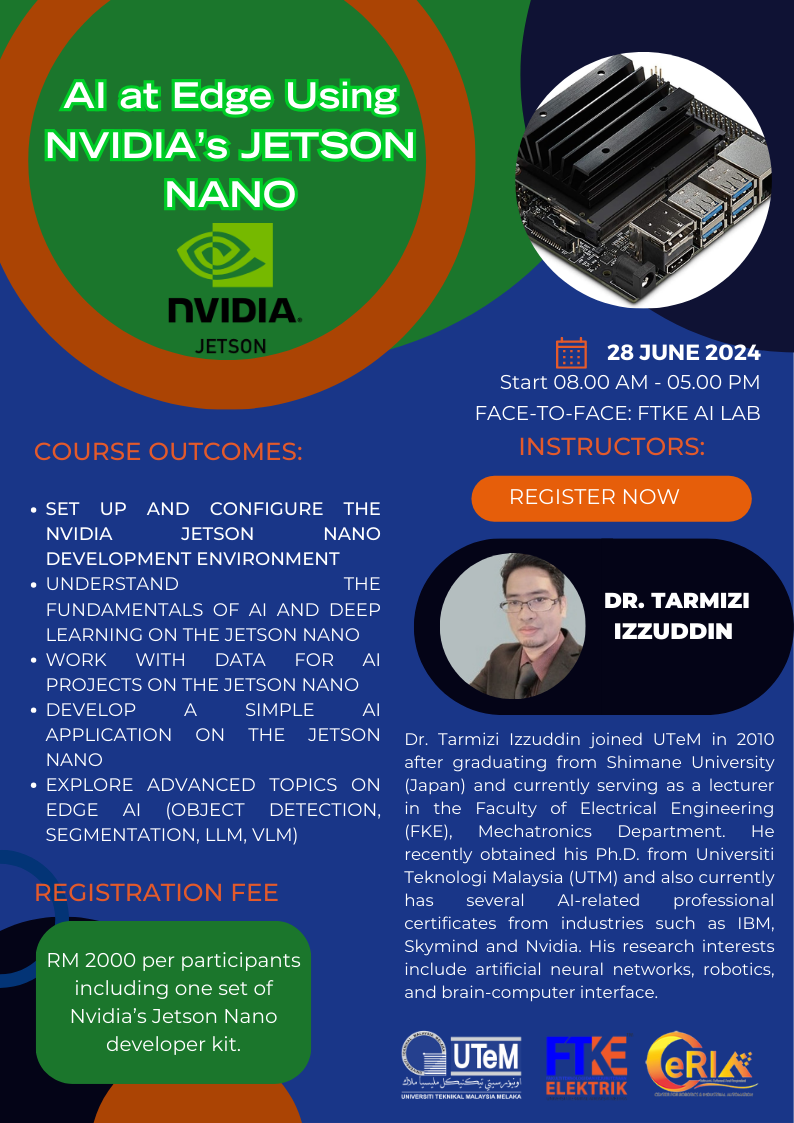 AI at Edge Using
NVIDIA's JETSON
NANO
NVIDIA.
JETSON
28 JUNE 2024
Start 08.00 AM - 05.00 PM
FACE-TO-FACE: FTKE AI LAB
INSTRUCTORS:
REGISTER NOW
DR. TARMIZI
IZZUDDIN
COURSE OUTCOMES:
• SET UP AND CONFIGURE THE
NVIDIA JETSON NANO
DEVELOPMENT ENVIRONMENT
• UNDERSTAND THE
FUNDAMENTALS OF AI AND DEEP
LEARNING ON THE JETSON NANO
• WORK WITH DATA FOR AI
PROJECTS ON THE JETSON NANO
• DEVELOP A SIMPLE AI
APPLICATION ON THE JETSON
NANO
• EXPLORE ADVANCED TOPICS ON
EDGE AI (OBJECT DETECTION,
SEGMENTATION, LLM, VLM)
REGISTRATION FEE
RM 2000 per participants
including one set of
Nvidia's Jetson Nano
developer kit.
Dr. Tarmizi Izzuddin joined UTeM in 2010
after graduating from Shimane University
(Japan) and currently serving as a lecturer
in the Faculty of Electrical Engineering
(FKE), Mechatronics Department. He
recently obtained his Ph.D. from Universiti
Teknologi Malaysia (UTM) and also currently
has several AI-related professional
certificates from industries such as IBM,
Skymind and Nvidia. His research interests
include artificial neural networks, robotics,
and brain-computer interface.
UTeM
اونيۏرسيتي تيكنيكل مليسيا ملاك
UNIVERSITI TEKNIKAL MALAYSIA MELAKA
FTKE
ELEKTRIK
CeRIA